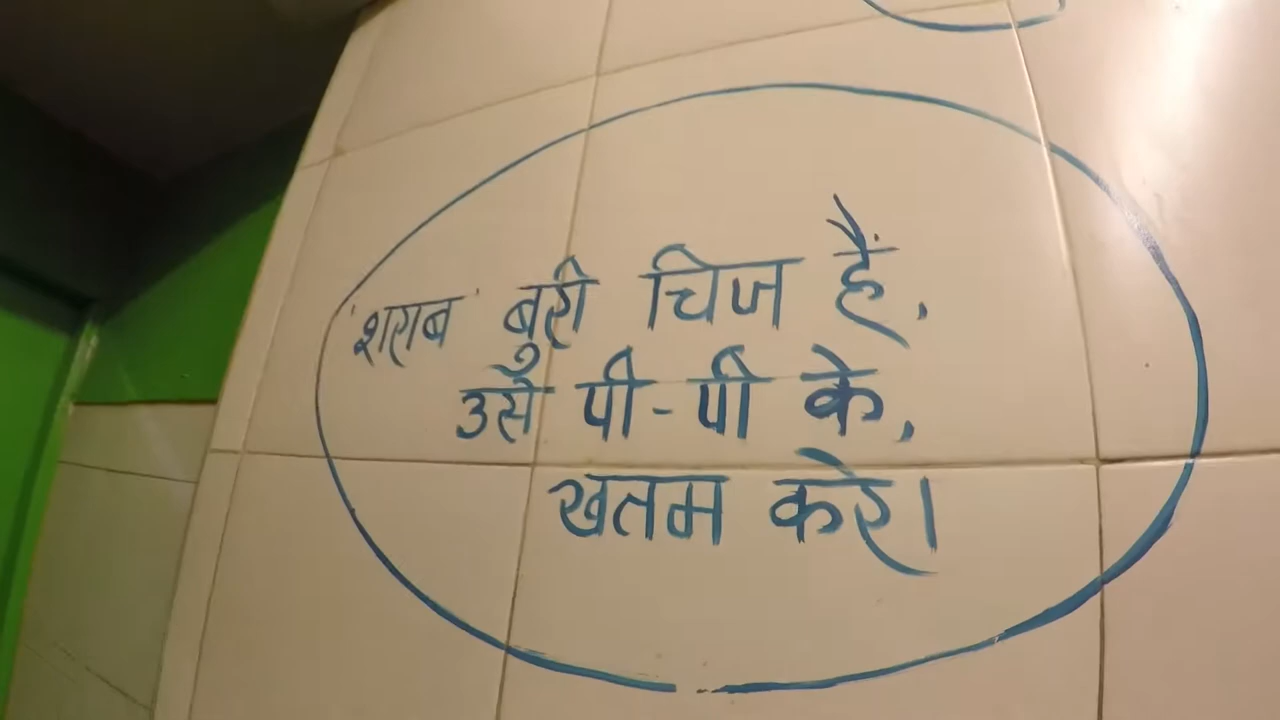 शराब बुरी चिज हैं,
उसे पी-पी के,
खतम करे।